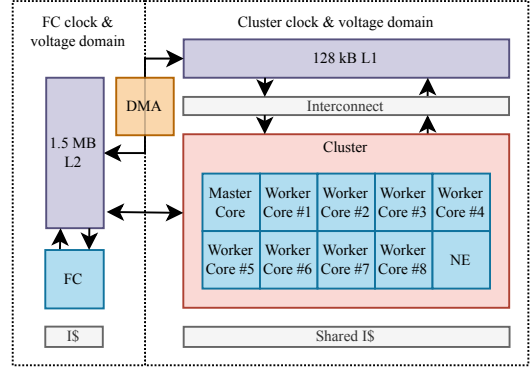 FC clock &
voltage domain
Cluster clock & voltage domain
128 kB L1
DMA
Interconnect
1.5 MB
L2
Cluster
Master
Core
Worker
Core #1
Worker
Core #2
Worker
Core #3
Worker
Core #4
Worker
Core #5
Worker
Core #6
Worker
Core #7
Worker
Core #8
NE
FC
I$
Shared I$